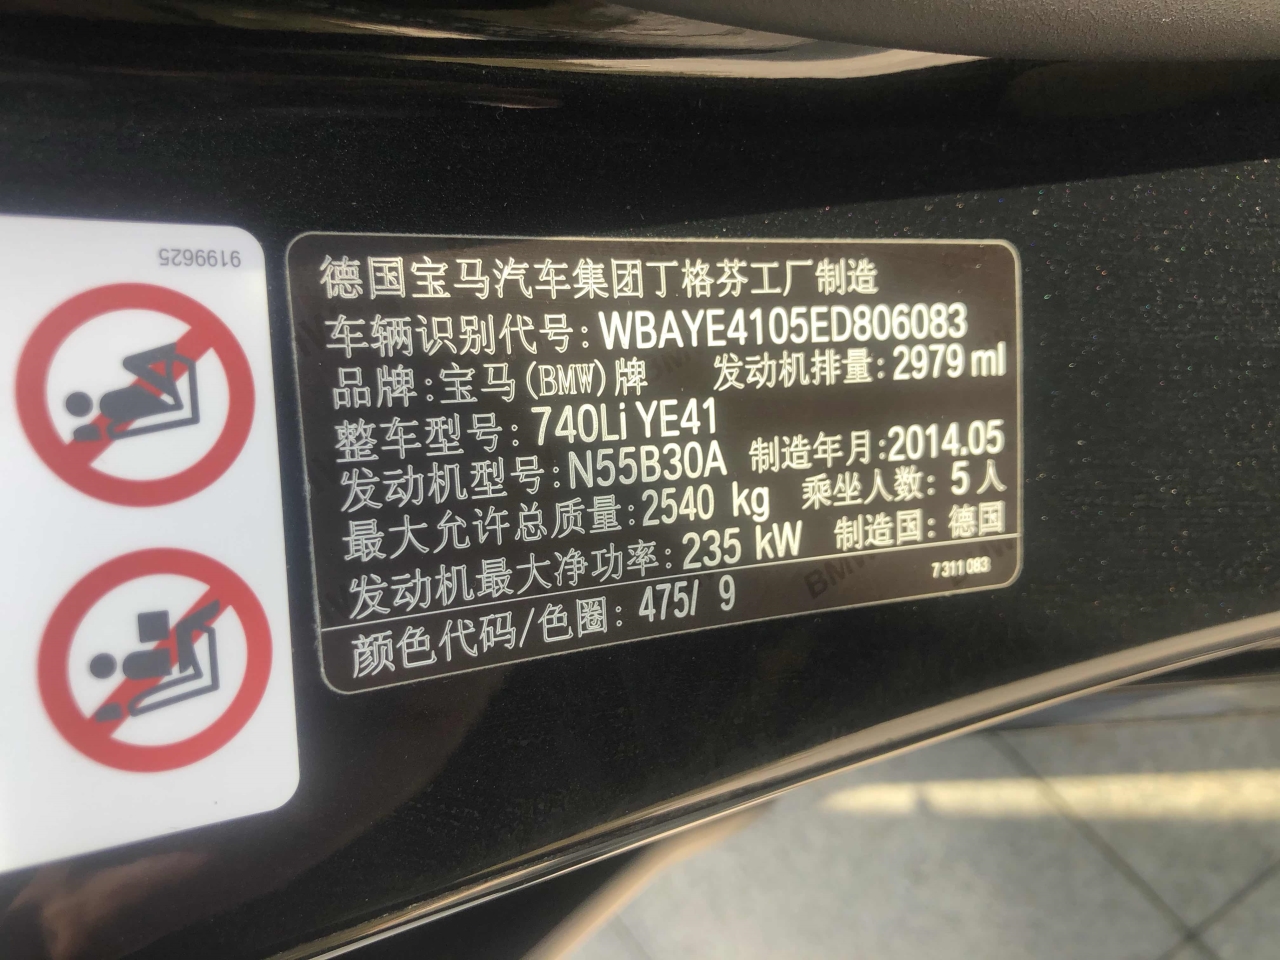 9199625
德国宝马汽车集团丁格芬工厂制造
车辆识别代号: WBAYE4105ED806083
品牌:宝马(BMW)牌 发动机排量: 2979 ml
整车型号: 740Li YE41
发动机型号: N55B30A 制造年月:2014.05
最大允许总质量:2540 kg 乘坐人数: 5人
发动机最大净功率: 235 kW 制造国: 德国
颜色代码/色圈: 475/ 9
7311083
BMW